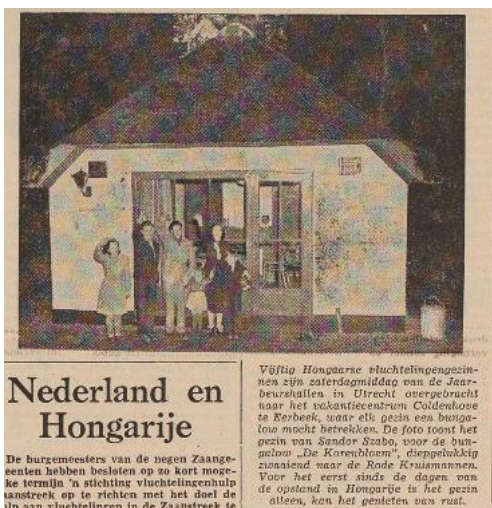 Nederland en
Hongarije
De burgemeesters van de negen Zaange-
eenten hebben besloten op zo kort moge-
ke termijn 'n stichting vluchtelingenhulp
aanstreek op te richten met het doel de
ulp aan vluchtelingen in de Zaanstreek te
Vijftig Hongaarse vluchtelingengezin-
nen zijn zaterdagmiddag van de Jaar-
beurshallen in Utrecht overgebracht
naar het vakantiecentrum Coldenhove
te Eerbeek, waar elk gezin een bunga-
low mocht betrekken. De foto toont het
gezin van Sandor Szabo, voor de bun-
galow „De Korenbloem", diepgelukkig
zwaaiend naar de Rode Kruismannen.
Voor het eerst sinds de dagen van
de opstand in Hongarije is het gezin
alleen, kan het genieten van rust.